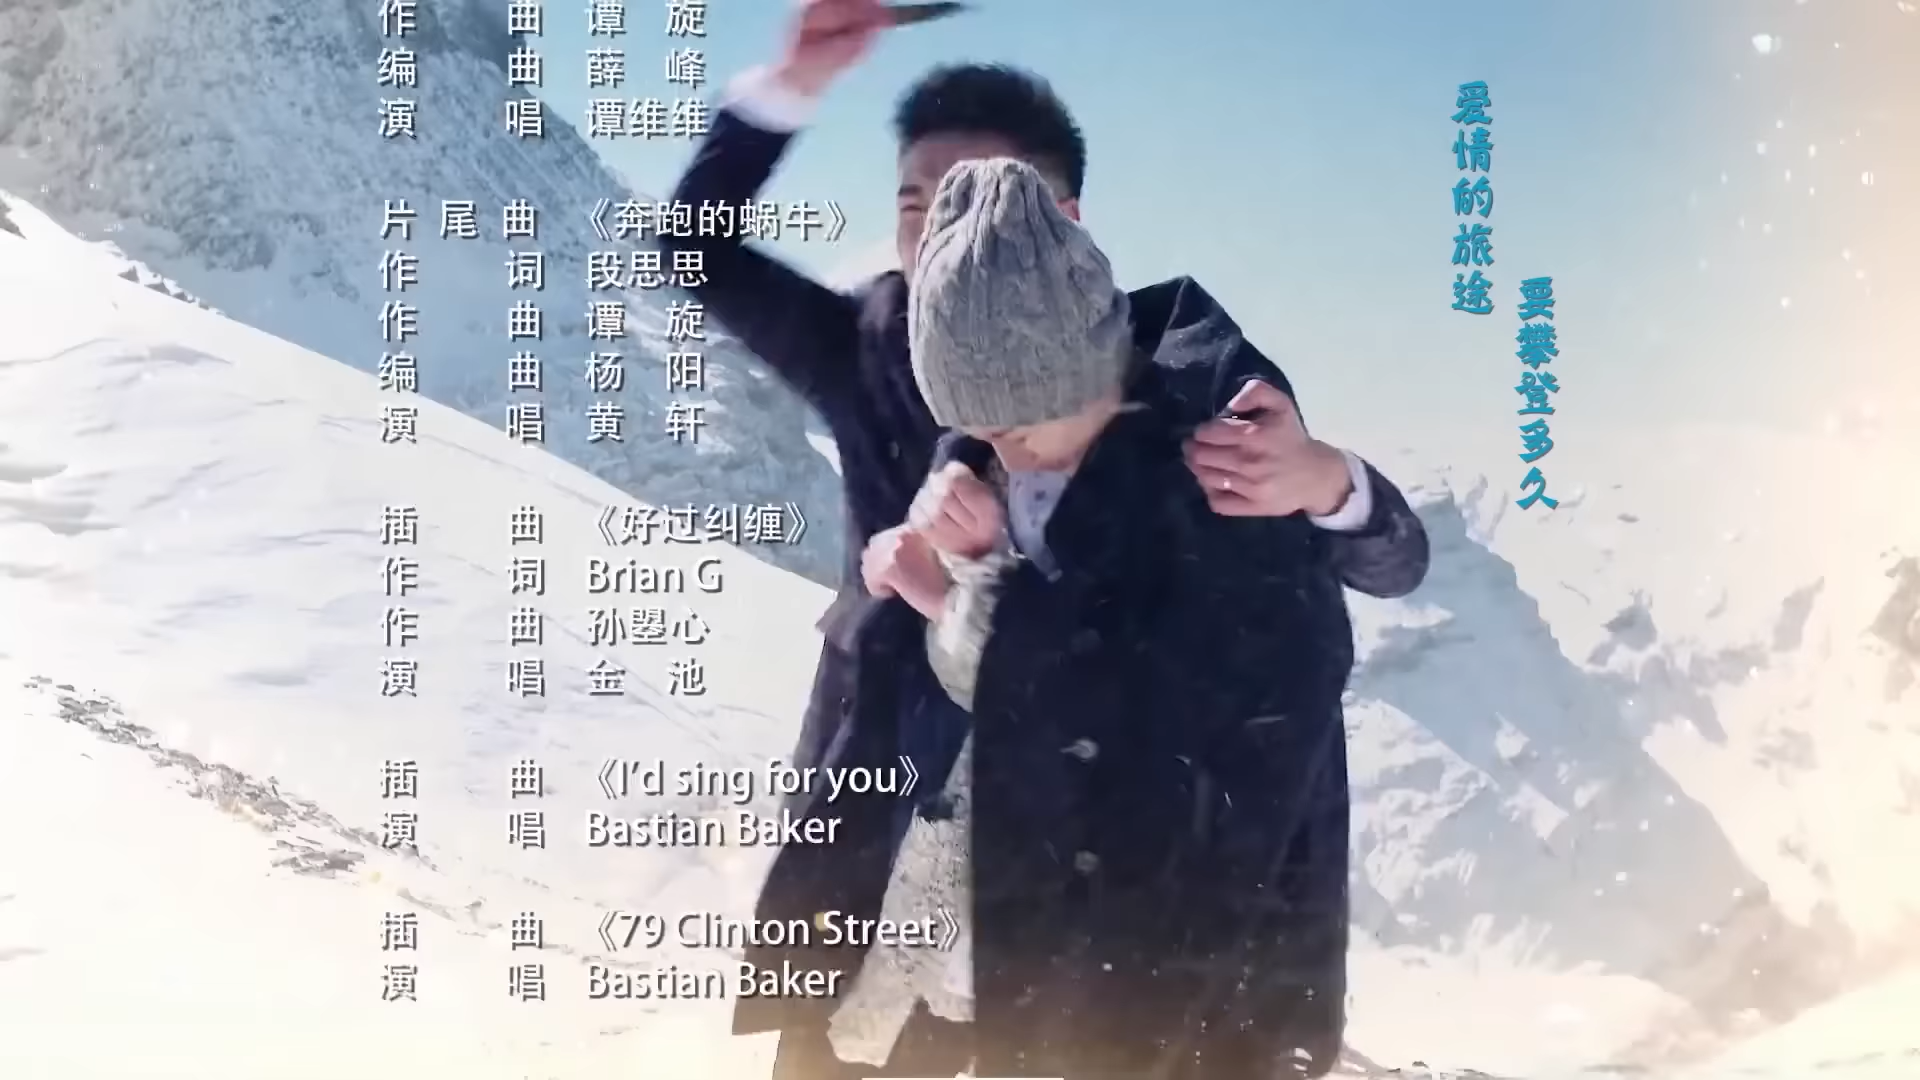 作曲 谭旋
编曲 薛峰
演唱 谭维维
片尾曲 《奔跑的蜗牛》
作词 段思思
作曲 谭旋
编曲 杨阳
演唱 黄轩
插曲 《好过纠缠》
作词 Brian G
作曲 孙曌心
演唱 金池
插曲 《I'd sing for you》
演唱 Bastian Baker
插曲 《79 Clinton Street》
演唱 Bastian Baker
爱情的旅途
要攀登多久